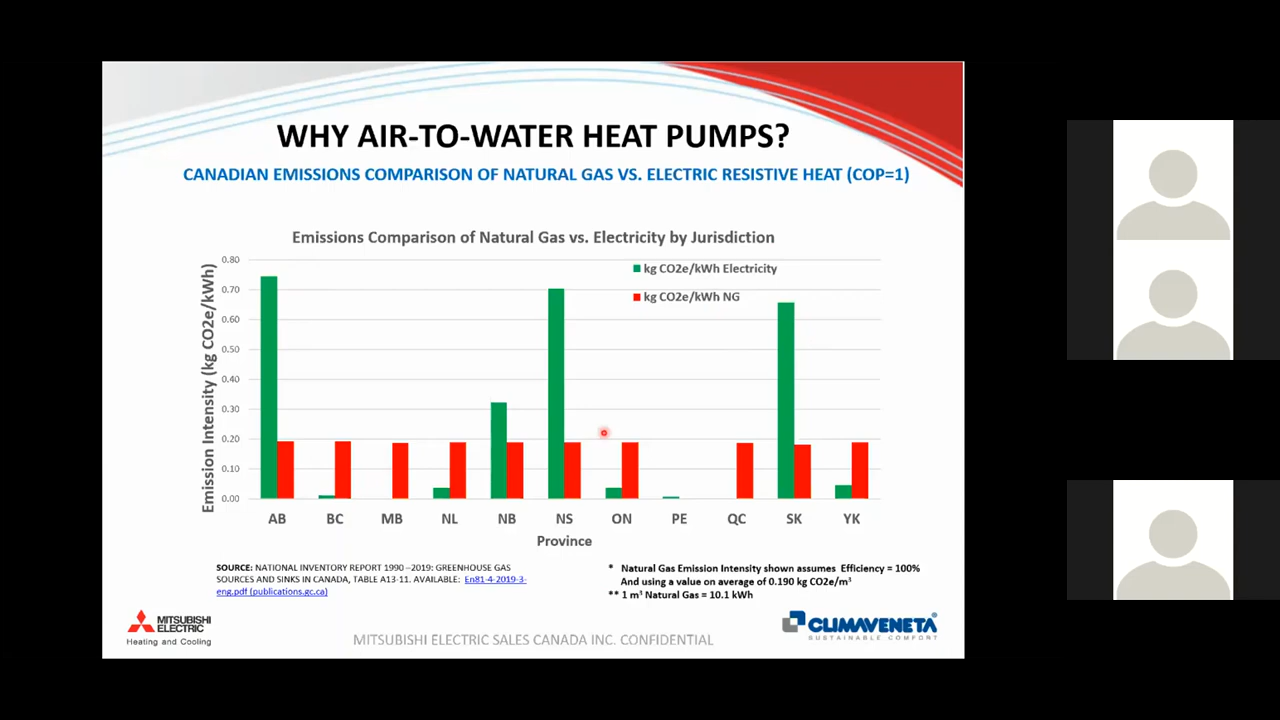 WHY AIR-TO-WATER HEAT PUMPS?
CANADIAN EMISSIONS COMPARISON OF NATURAL GAS VS. ELECTRIC RESISTIVE HEAT (COP=1)
Emissions Comparison of Natural Gas vs. Electricity by Jurisdiction
kg CO2e/kWh Electricity
kg CO2e/kWh NG
Emission Intensity (kg CO2e/kWh)
0.80
0.70
0.60
0.50
0.40
0.30
0.20
0.10
0.00
AB BC MB NL NB NS ON PE QC SK YK
Province
SOURCE: NATIONAL INVENTORY REPORT 1990 –2019: GREENHOUSE GAS
SOURCES AND SINKS IN CANADA, TABLE A13-11. AVAILABLE: En81-4-2019-3-
eng.pdf (publications.gc.ca)
* Natural Gas Emission Intensity shown assumes Efficiency = 100%
And using a value on average of 0.190 kg CO2e/m³
** 1 m³ Natural Gas = 10.1 kWh
MITSUBISHI
ELECTRIC
Heating and Cooling
MITSUBISHI ELECTRIC SALES CANADA INC. CONFIDENTIAL
CLIMAVENETA
SUSTAINABLE COMFORT